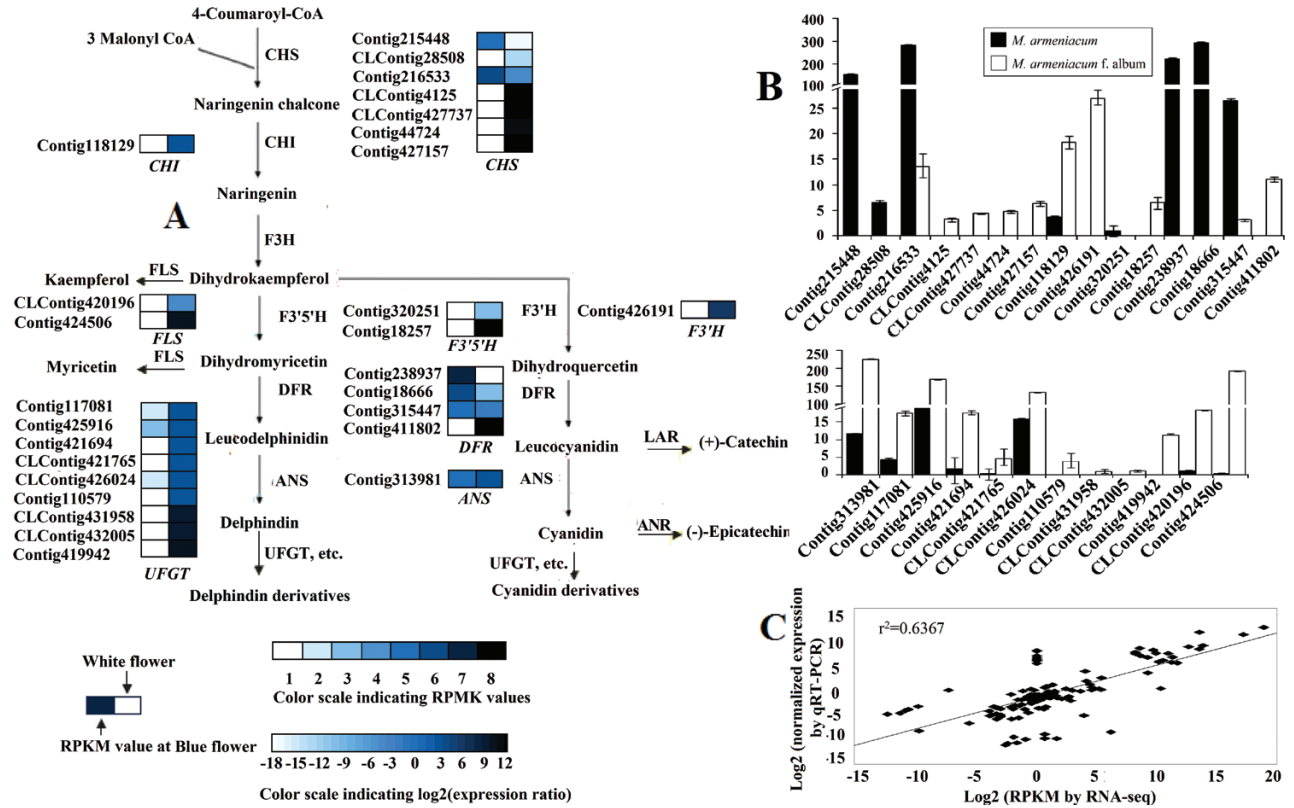 4-Coumaroyl-CoA
3 Malonyl CoA
CHS
Naringenin chalcone
CHI
Naringenin
F3H
A
Contig118129
CHI
Contig215448
CLContig28508
Contig216533
CLContig4125
CLContig427737
Contig44724
Contig427157
CHS
Kaempferol
FLS
Dihydrokaempferol
CLContig420196
Contig424506
FLS
F3'5'H
Contig320251
Contig18257
F3'5'H
F3'H
Contig426191
F3'H
Myricetin
FLS
Dihydromyricetin
Dihydroquercetin
DFR
Contig238937
Contig18666
Contig315447
Contig411802
DFR
DFR
Contig117081
Contig425916
Contig421694
CLContig421765
CLContig426024
Contig110579
CLContig431958
CLContig432005
Contig419942
UFGT
Leucodelphinidin
Leucocyanidin
LAR
(+)-Catechin
ANS
Contig313981
ANS
ANS
Delphindin
Cyanidin
ANR
(-)-Epicatechin
UFGT, etc.
UFGT, etc.
Delphindin derivatives
Cyanidin derivatives
White flower
RPKM value at Blue flower
1 2 3 4 5 6 7 8
Color scale indicating RPMK values
-18 -15 -12 -9 -6 -3 0 3 6 9 12
Color scale indicating log2(expression ratio)
B
M. armeniacum
M. armeniacum f. album
400
300
200
100
25
20
15
10
5
0
Contig215448
CLContig28508
Contig216533
CLContig4125
CLContig427737
Contig44724
Contig427157
Contig118129
Contig426191
Contig320251
Contig18257
Contig238937
Contig18666
Contig315447
Contig411802
250
200
150
100
15
10
5
0
Contig313981
Contig117081
Contig425916
Contig421694
CLContig421765
CLContig426024
Contig110579
CLContig431958
CLContig432005
Contig419942
CLContig420196
Contig424506
C
r²=0.6367
Log2 (normalized expression
by qRT-PCR)
15
10
5
0
-5
-10
-15
-15 -10 -5 0 5 10 15 20
Log2 (RPKM by RNA-seq)